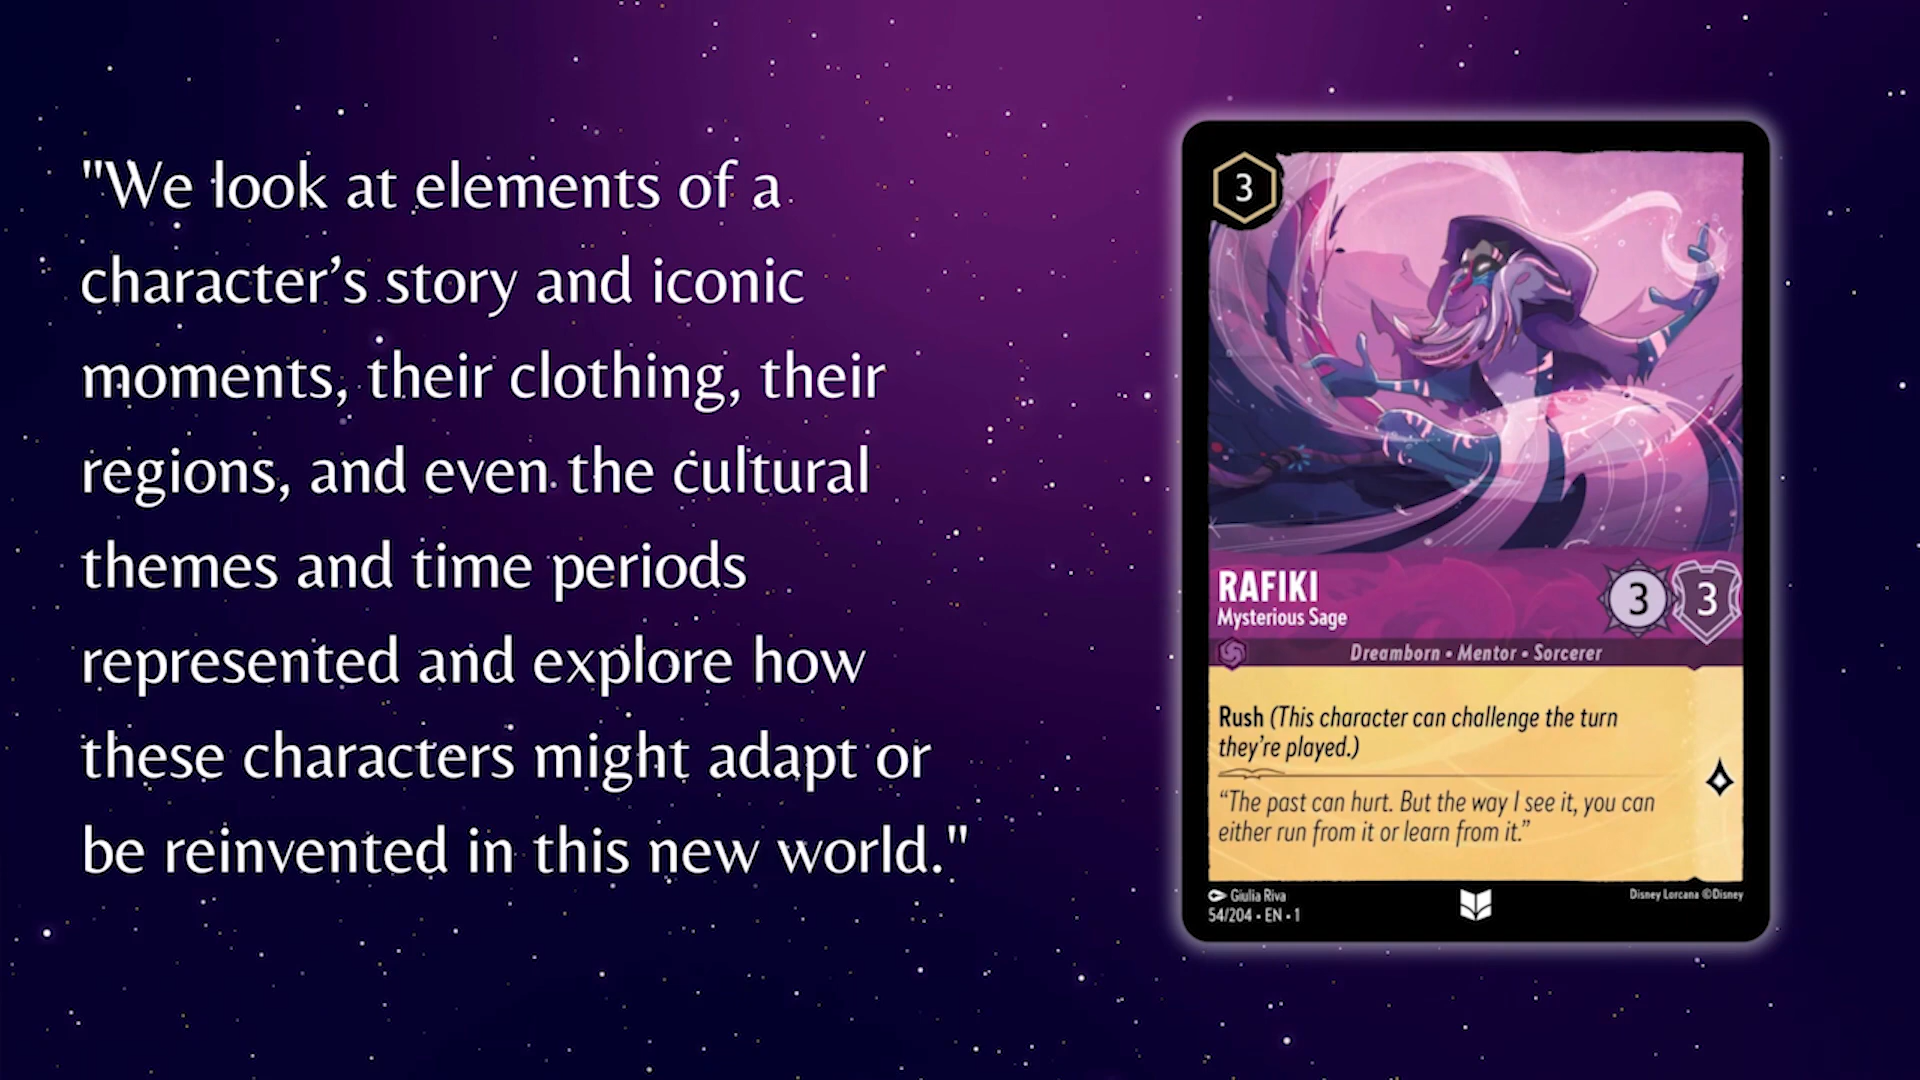 "We look at elements of a
character’s story and iconic
moments, their clothing, their
regions, and even the cultural
themes and time periods
represented and explore how
these characters might adapt or
be reinvented in this new world."
3
RAFIKI
Mysterious Sage
3 3
Dreamborn • Mentor • Sorcerer
Rush (This character can challenge the turn
they’re played.)
“The past can hurt. But the way I see it, you can
either run from it or learn from it.”
Giulia Riva
54/204 • EN • 1
Disney Lorcana ©Disney